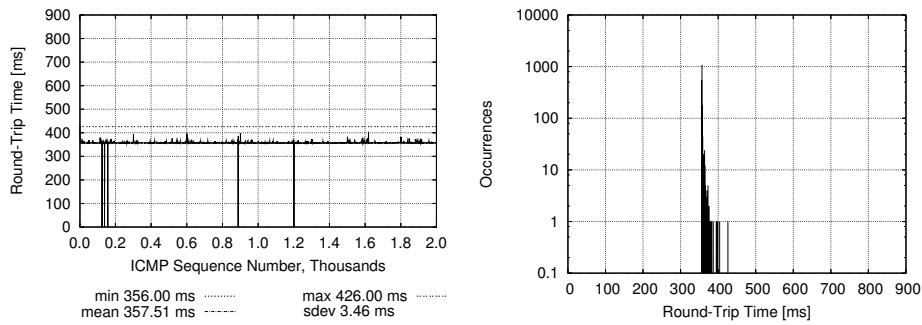 900
800
700
600
500
400
300
200
100
0
Round-Trip Time [ms]
0.0 0.2 0.4 0.6 0.8 1.0 1.2 1.4 1.6 1.8 2.0
ICMP Sequence Number, Thousands
min 356.00 ms max 426.00 ms
mean 357.51 ms sdev 3.46 ms
10000
1000
100
10
1
0.1
Occurrences
0 100 200 300 400 500 600 700 800 900
Round-Trip Time [ms]